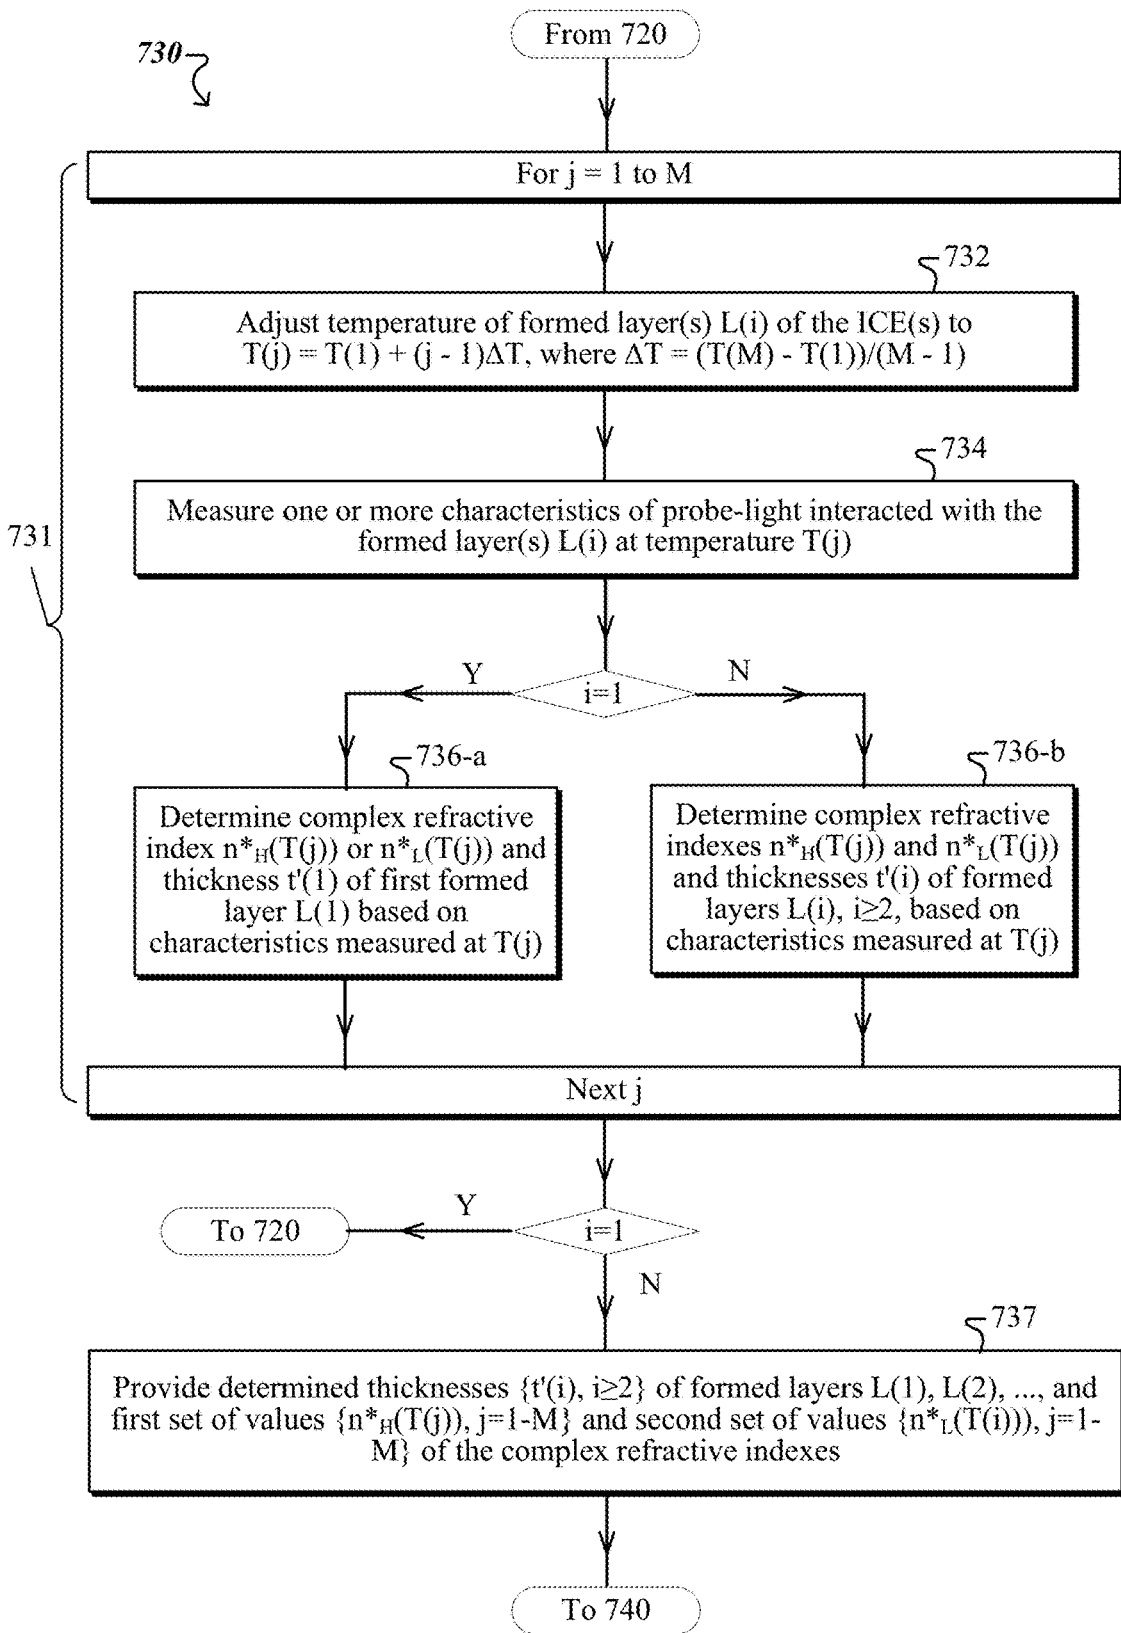 From 720
730
For j = 1 to M
732
Adjust temperature of formed layer(s) L(i) of the ICE(s) to
T(j) = T(1) + (j - 1)ΔT, where ΔT = (T(M) - T(1))/(M - 1)
734
Measure one or more characteristics of probe-light interacted with the
formed layer(s) L(i) at temperature T(j)
731
Y
i=1
N
736-a
Determine complex refractive
index n*H(T(j)) or n*L(T(j)) and
thickness t'(1) of first formed
layer L(1) based on
characteristics measured at T(j)
736-b
Determine complex refractive
indexes n*H(T(j)) and n*L(T(j))
and thicknesses t'(i) of formed
layers L(i), i≥2, based on
characteristics measured at T(j)
Next j
To 720
Y
i=1
N
737
Provide determined thicknesses {t'(i), i≥2} of formed layers L(1), L(2), ..., and
first set of values {n*H(T(j)), j=1-M} and second set of values {n*L(T(i))), j=1-
M} of the complex refractive indexes
To 740